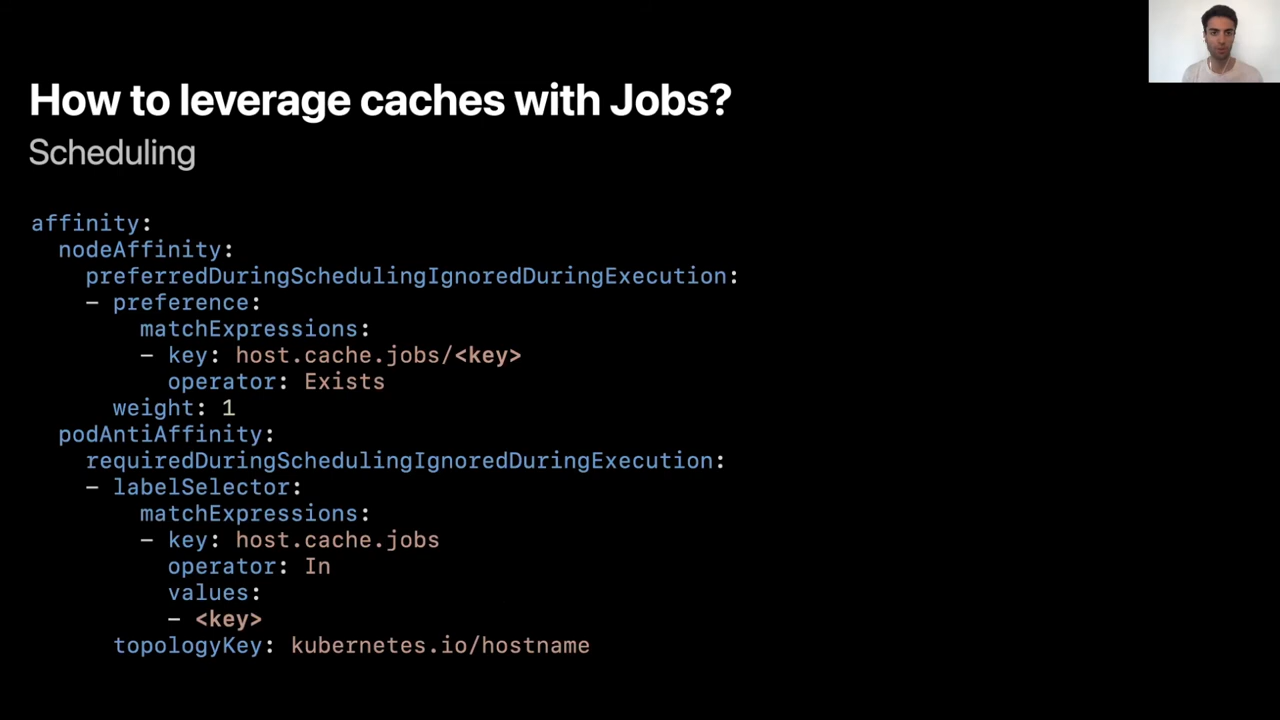 How to leverage caches with Jobs?
Scheduling
affinity:
  nodeAffinity:
    preferredDuringSchedulingIgnoredDuringExecution:
    - preference:
        matchExpressions:
        - key: host.cache.jobs/<key>
          operator: Exists
      weight: 1
  podAntiAffinity:
    requiredDuringSchedulingIgnoredDuringExecution:
    - labelSelector:
        matchExpressions:
        - key: host.cache.jobs
          operator: In
          values:
          - <key>
      topologyKey: kubernetes.io/hostname